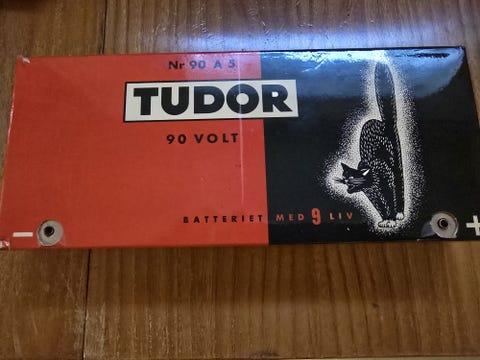 Nr 90 A 5
TUDOR
90 VOLT
BATTERIET MED 9 LIV
− +